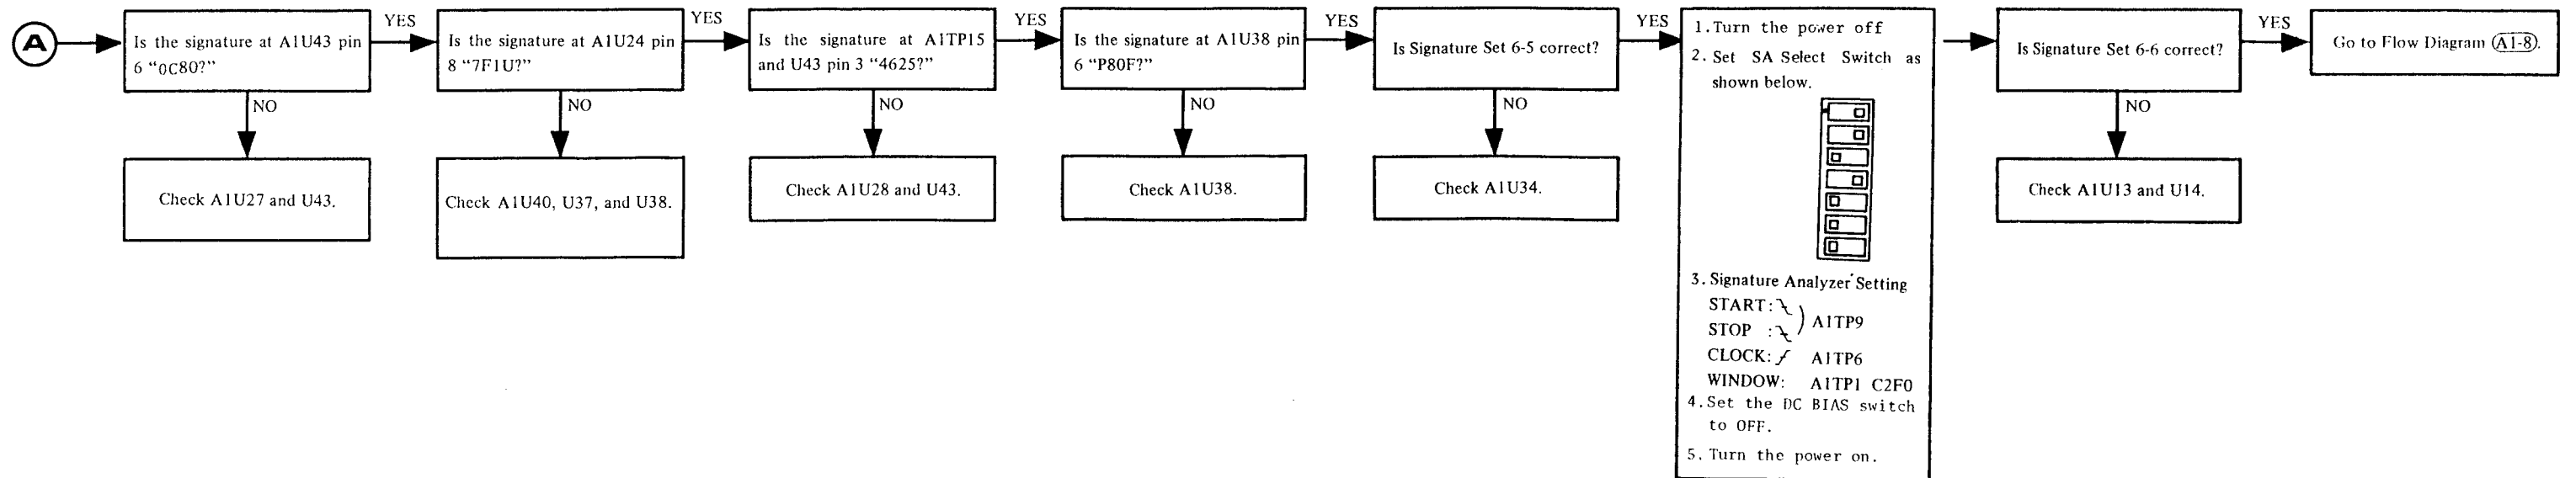 A
Is the signature at A1U43 pin
6 “0C80?”
YES
NO
Check A1U27 and U43.
Is the signature at A1U24 pin
8 “7F1U?”
YES
NO
Check A1U40, U37, and U38.
Is the signature at A1TP15
and U43 pin 3 “4625?”
YES
NO
Check A1U28 and U43.
Is the signature at A1U38 pin
6 “P80F?”
YES
NO
Check A1U38.
Is Signature Set 6-5 correct?
YES
NO
Check A1U34.
1. Turn the power off
2. Set SA Select Switch as
shown below.
3. Signature Analyzer Setting
START:
STOP :
A1TP9
CLOCK: A1TP6
WINDOW: A1TP1 C2F0
4. Set the DC BIAS switch
to OFF.
5. Turn the power on.
Is Signature Set 6-6 correct?
YES
NO
Check A1U13 and U14.
Go to Flow Diagram A1-8.